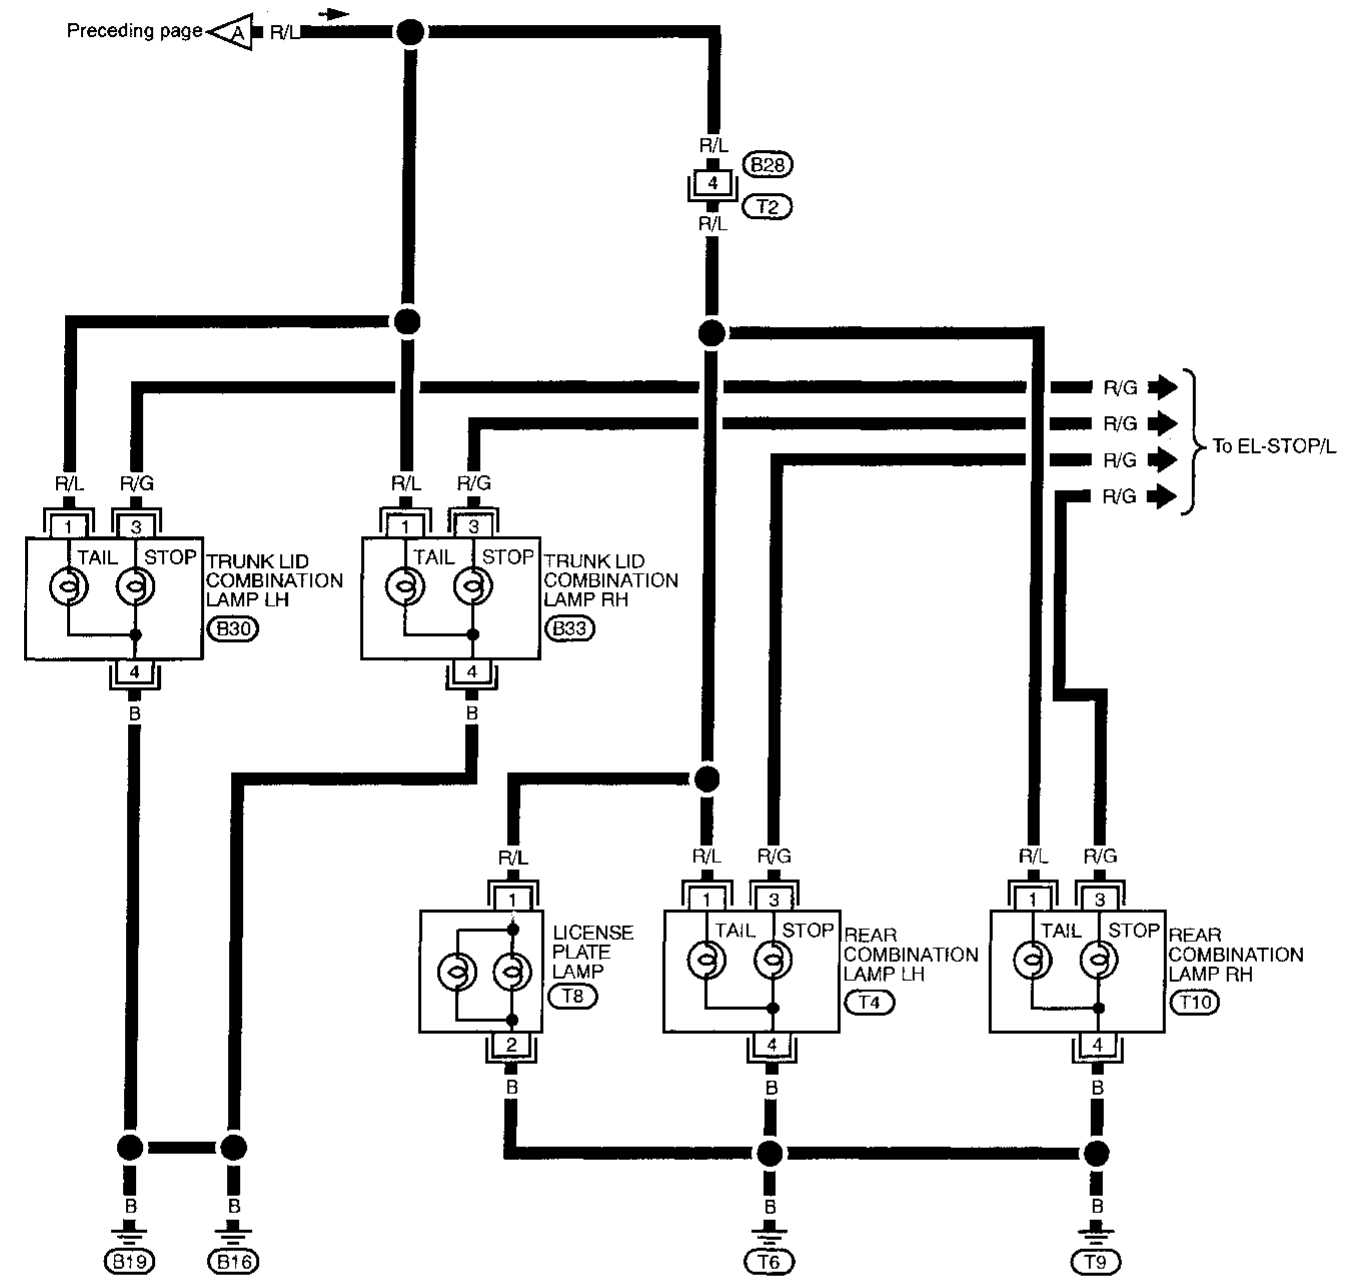 Preceding page A R/L
R/L
B28
4
T2
R/L
R/G
R/G
To EL-STOP/L
R/G
R/G
R/L R/G R/L R/G
1 3 1 3
TAIL STOP TRUNK LID
COMBINATION
LAMP LH
B30
TAIL STOP TRUNK LID
COMBINATION
LAMP RH
B33
4 4
B B
R/L R/L R/G R/L R/G
1 1 3 1 3
LICENSE
PLATE
LAMP
T8
TAIL STOP REAR
COMBINATION
LAMP LH
T4
TAIL STOP REAR
COMBINATION
LAMP RH
T10
2 4 4
B B B
B B B B
B19 B16 T6 T9